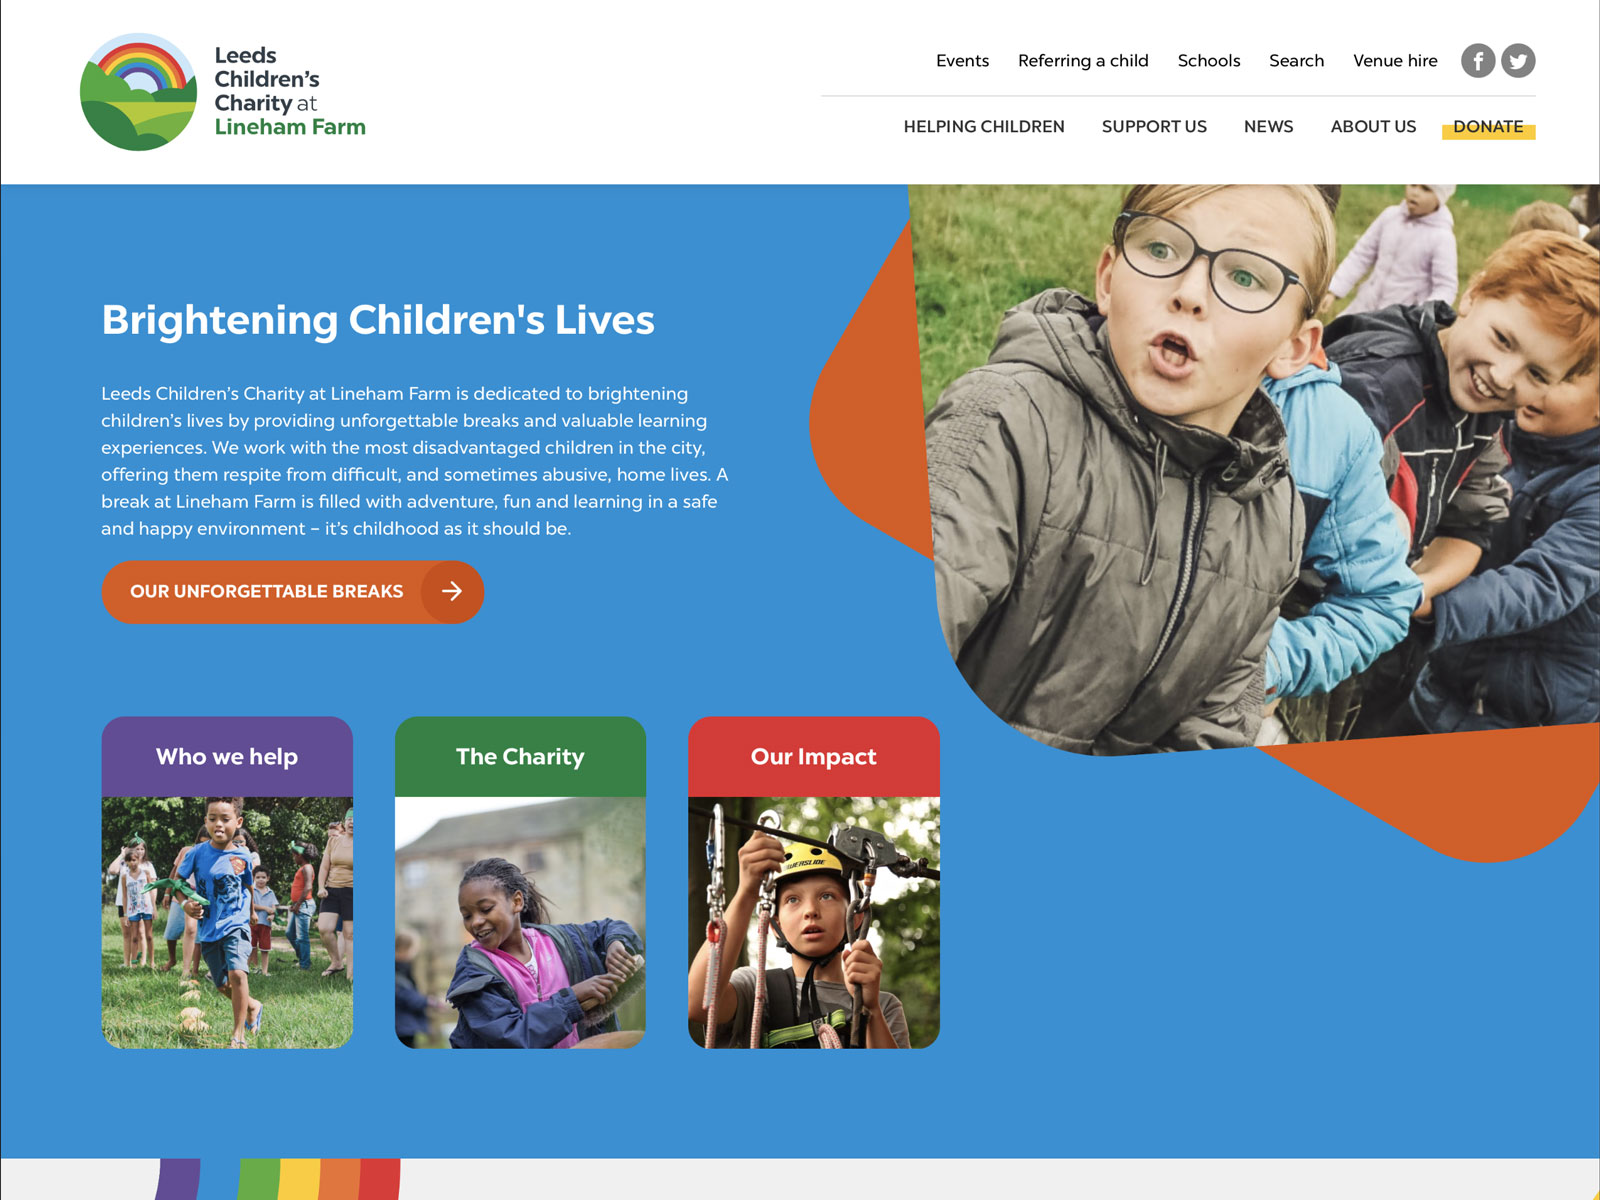 Leeds
Children's
Charity at
Lineham Farm
Events Referring a child Schools Search Venue hire
HELPING CHILDREN SUPPORT US NEWS ABOUT US DONATE
Brightening Children's Lives
Leeds Children's Charity at Lineham Farm is dedicated to brightening
children's lives by providing unforgettable breaks and valuable learning
experiences. We work with the most disadvantaged children in the city,
offering them respite from difficult, and sometimes abusive, home lives. A
break at Lineham Farm is filled with adventure, fun and learning in a safe
and happy environment – it's childhood as it should be.
OUR UNFORGETTABLE BREAKS
Who we help
The Charity
Our Impact